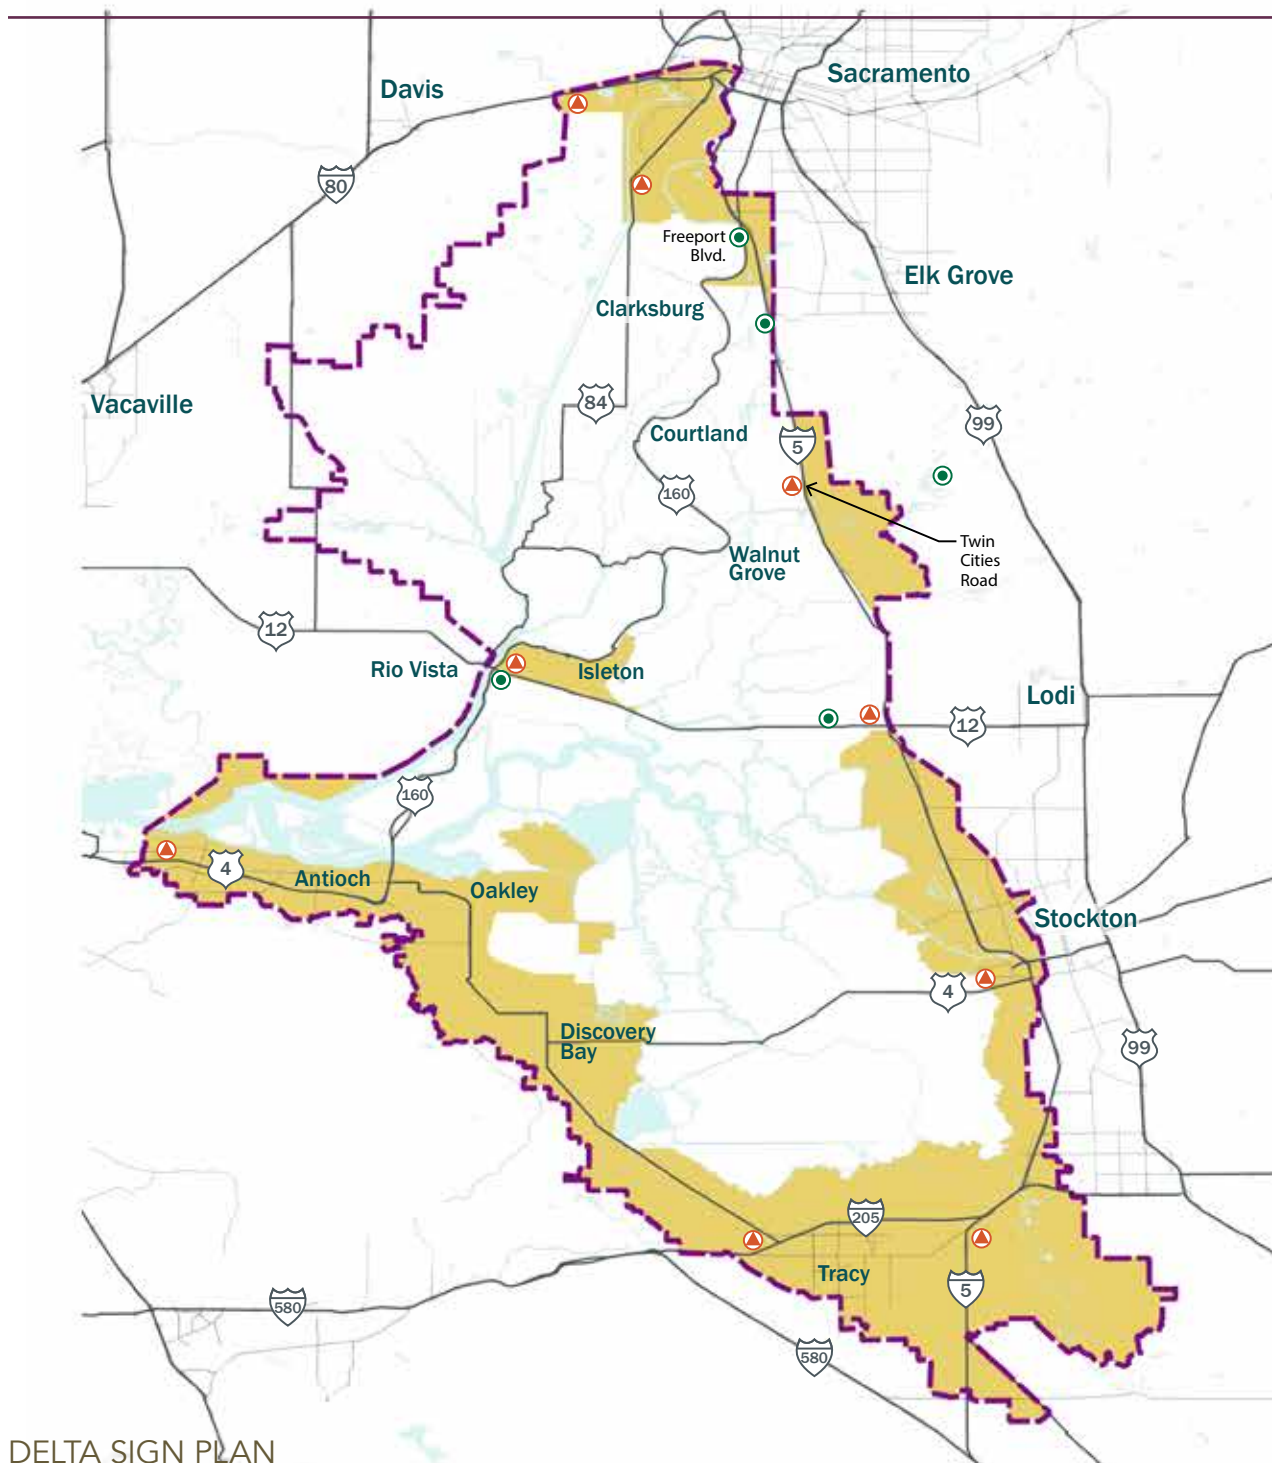 Davis
Sacramento
80
Freeport
Blvd.
Elk Grove
Clarksburg
Vacaville
84
99
Courtland
5
160
Walnut
Grove
Twin
Cities
Road
12
Rio Vista
Isleton
Lodi
12
160
4
Antioch
Oakley
Stockton
4
Discovery
Bay
99
205
Tracy
5
580
580
DELTA SIGN PLAN